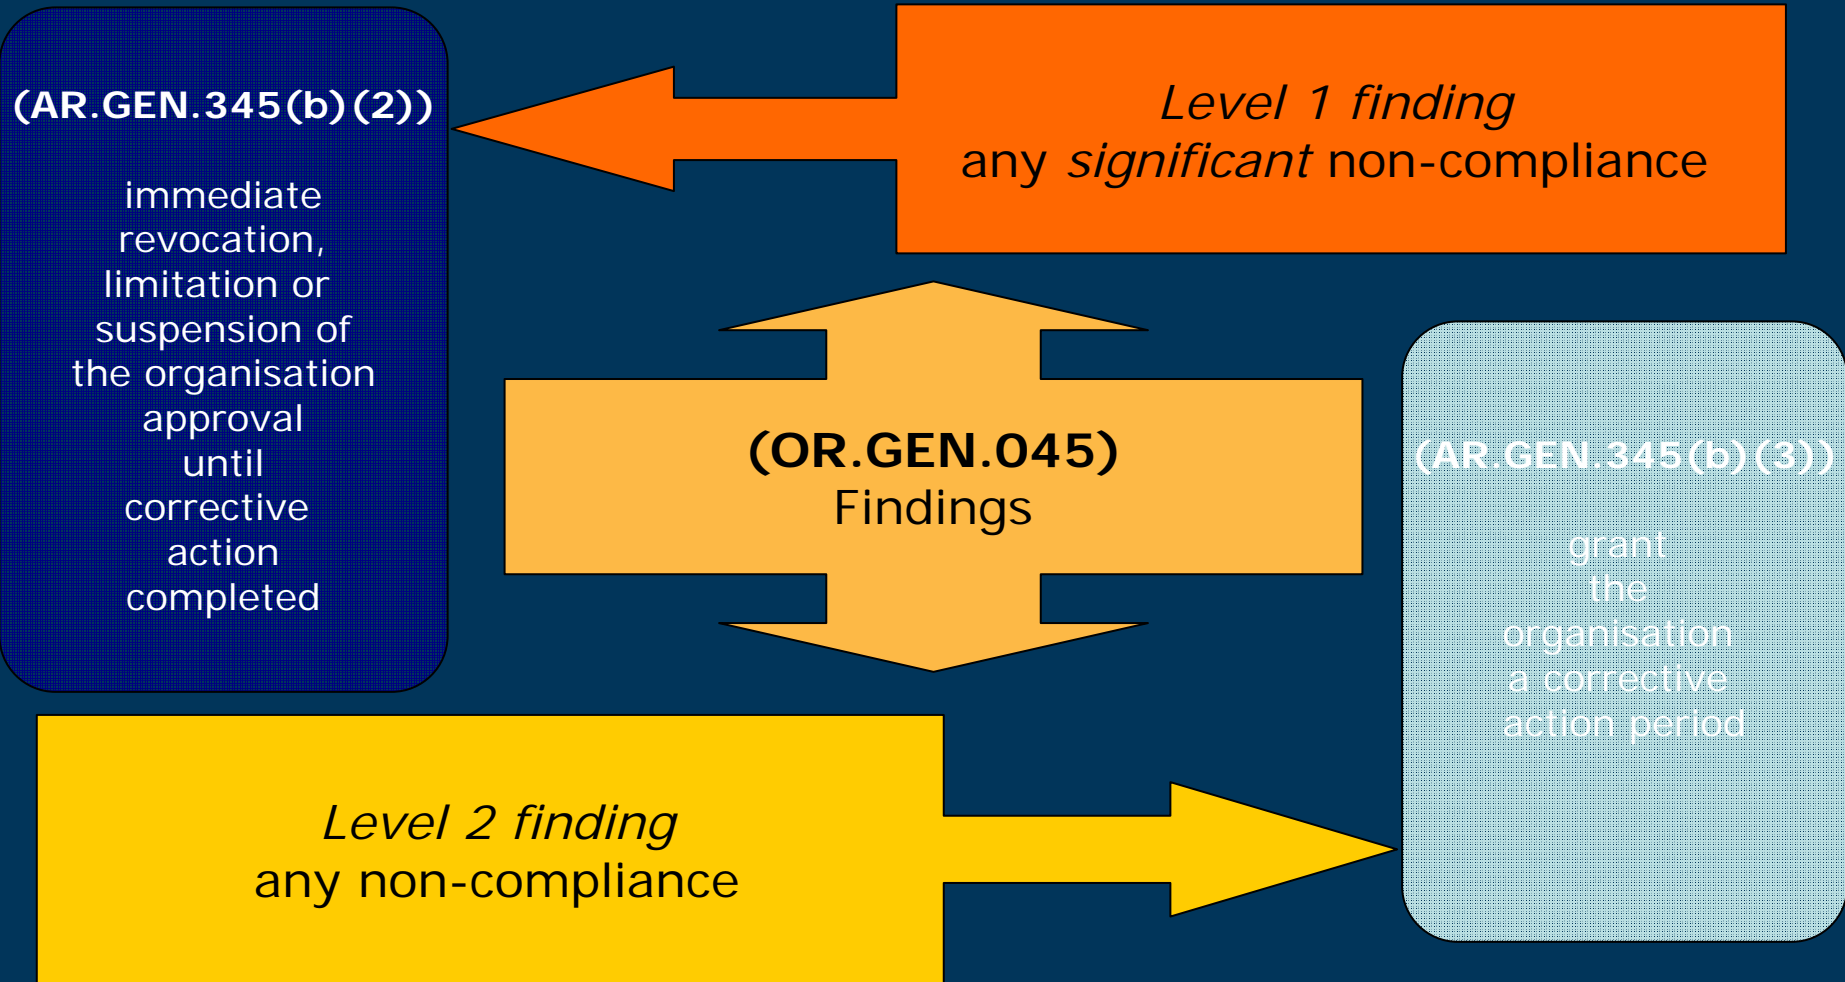 (AR.GEN.345(b)(2))
immediate
revocation,
limitation or
suspension of
the organisation
approval
until
corrective
action
completed
Level 1 finding
any significant non-compliance
(OR.GEN.045)
Findings
(AR.GEN.345(b)(3))
grant
the
organisation
a corrective
action period
Level 2 finding
any non-compliance